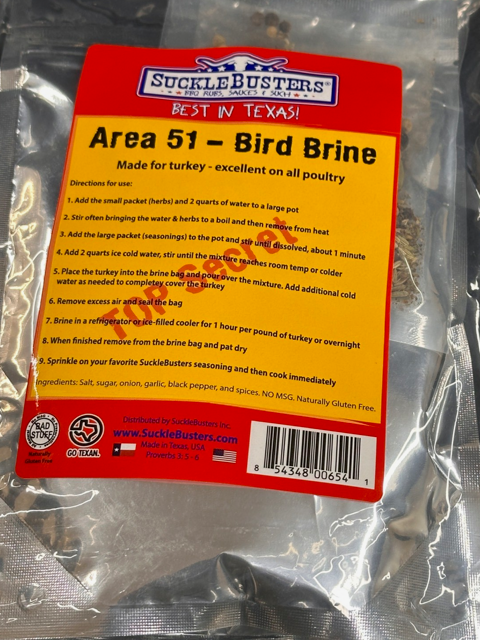 SUCKLEBUSTERS®
BBQ RUBS, SAUCES & SUCH
BEST IN TEXAS!
Area 51 – Bird Brine
Made for turkey - excellent on all poultry
Directions for use:
1. Add the small packet (herbs) and 2 quarts of water to a large pot
2. Stir often bringing the water & herbs to a boil and then remove from heat
3. Add the large packet (seasonings) to the pot and stir until dissolved, about 1 minute
4. Add 2 quarts ice cold water, stir until the mixture reaches room temp or colder
5. Place the turkey into the brine bag and pour over the mixture. Add additional cold
water as needed to completely cover the turkey
6. Remove excess air and seal the bag
7. Brine in a refrigerator or ice-filled cooler for 1 hour per pound of turkey or overnight
8. When finished remove from the brine bag and pat dry
9. Sprinkle on your favorite SuckleBusters seasoning and then cook immediately
TOP Secret
Ingredients: Salt, sugar, onion, garlic, black pepper, and spices. NO MSG. Naturally Gluten Free.
BAD
STUFF
Naturally
Gluten Free
GO TEXAN.
Distributed by SuckleBusters Inc.
www.SuckleBusters.com
Made in Texas, USA
Proverbs 3: 5 - 6
8 54348 00654 1